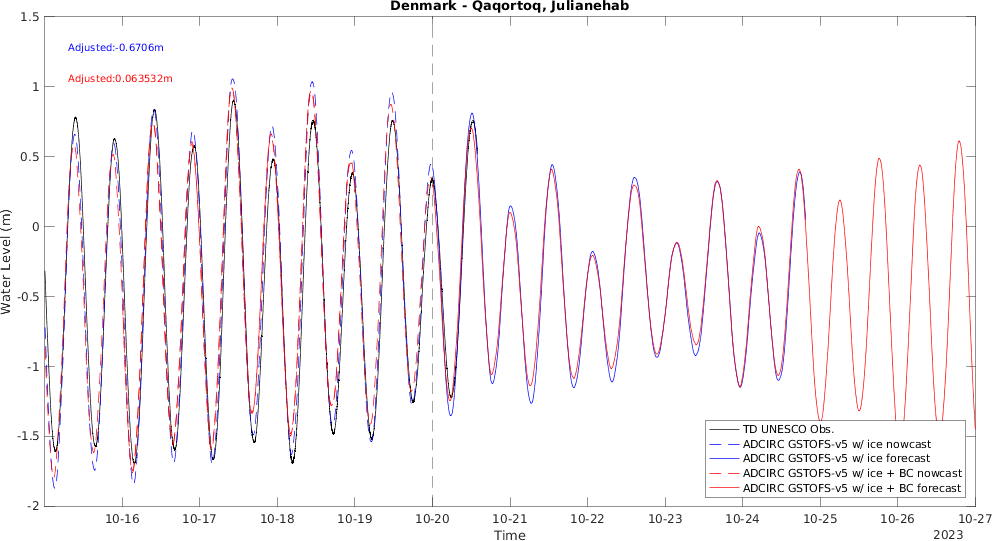 Denmark - Qaqortoq, Julianehab
1.5
Adjusted:-0.6706m
Adjusted:0.063532m
1
0.5
0
-0.5
-1
-1.5
-2
Water Level (m)
TD UNESCO Obs.
ADCIRC GSTOFS-v5 w/ ice nowcast
ADCIRC GSTOFS-v5 w/ ice forecast
ADCIRC GSTOFS-v5 w/ ice + BC nowcast
ADCIRC GSTOFS-v5 w/ ice + BC forecast
10-16 10-17 10-18 10-19 10-20 10-21 10-22 10-23 10-24 10-25 10-26 10-27
Time
2023